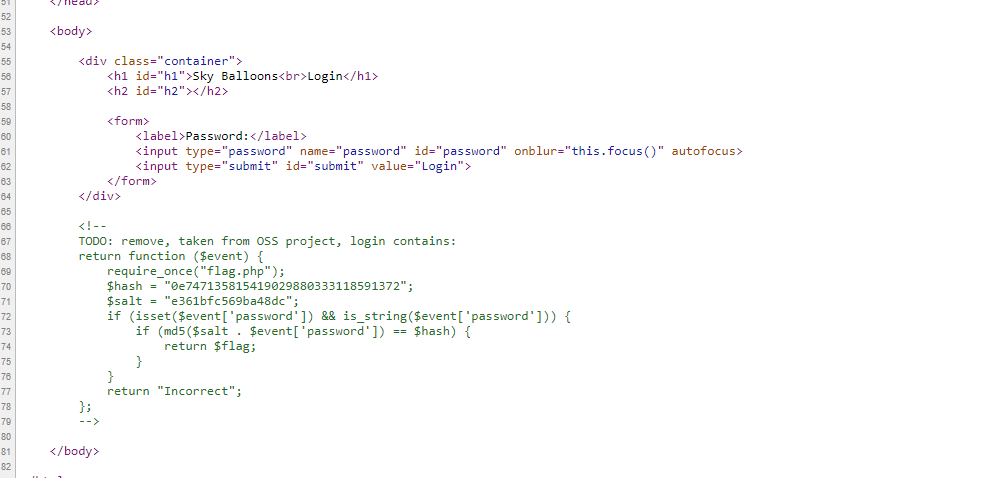 51 </head>
52
53 <body>
54
55 <div class="container">
56 <h1 id="h1">Sky Balloons<br>Login</h1>
57 <h2 id="h2"></h2>
58
59 <form>
60 <label>Password:</label>
61 <input type="password" name="password" id="password" onblur="this.focus()" autofocus>
62 <input type="submit" id="submit" value="Login">
63 </form>
64 </div>
65
66 <!--
67 TODO: remove, taken from OSS project, login contains:
68 return function ($event) {
69 require_once("flag.php");
70 $hash = "0e747135815419029880333118591372";
71 $salt = "e361bfc569ba48dc";
72 if (isset($event['password']) && is_string($event['password'])) {
73 if (md5($salt . $event['password']) == $hash) {
74 return $flag;
75 }
76 }
77 return "Incorrect";
78 };
79 -->
80
81 </body>
82